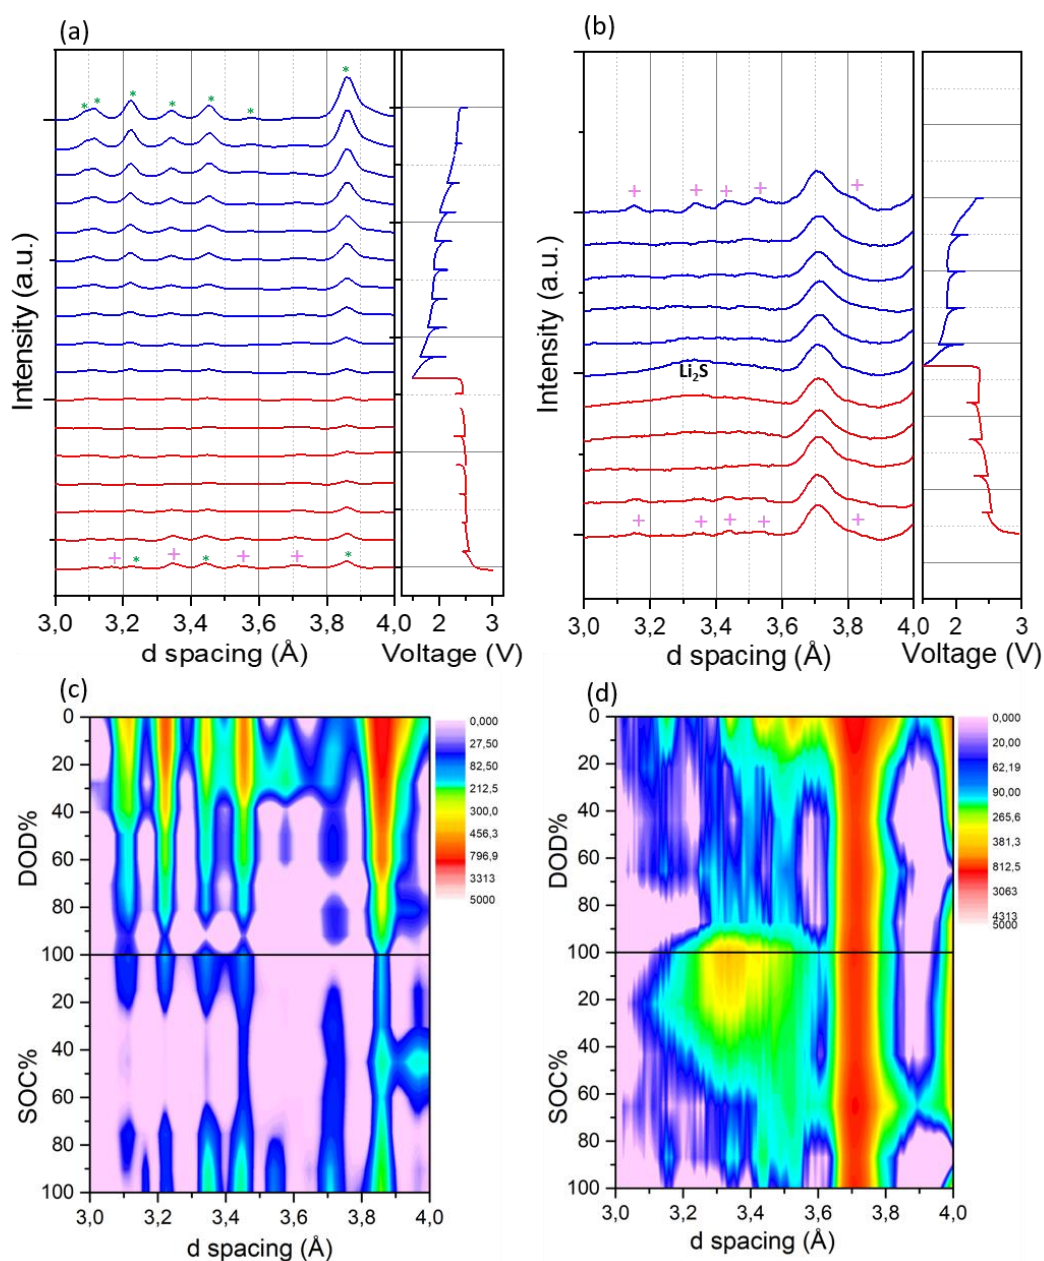 (a)
(b)
Intensity (a.u.)
Intensity (a.u.)
Li₂S
3,0 3,2 3,4 3,6 3,8 4,0 2 3
3,0 3,2 3,4 3,6 3,8 4,0 2 3
d spacing (Å) Voltage (V)
d spacing (Å) Voltage (V)
(c)
(d)
0
20
40
60
80
100
20
40
60
80
100
DOD%
SOC%
0,000
27,50
82,50
212,5
300,0
456,3
796,9
3313
5000
3,0 3,2 3,4 3,6 3,8 4,0
d spacing (Å)
0
20
40
60
80
100
20
40
60
80
100
DOD%
SOC%
0,000
20,00
62,19
90,00
265,6
381,3
812,5
3063
4313
5000
3,0 3,2 3,4 3,6 3,8 4,0
d spacing (Å)